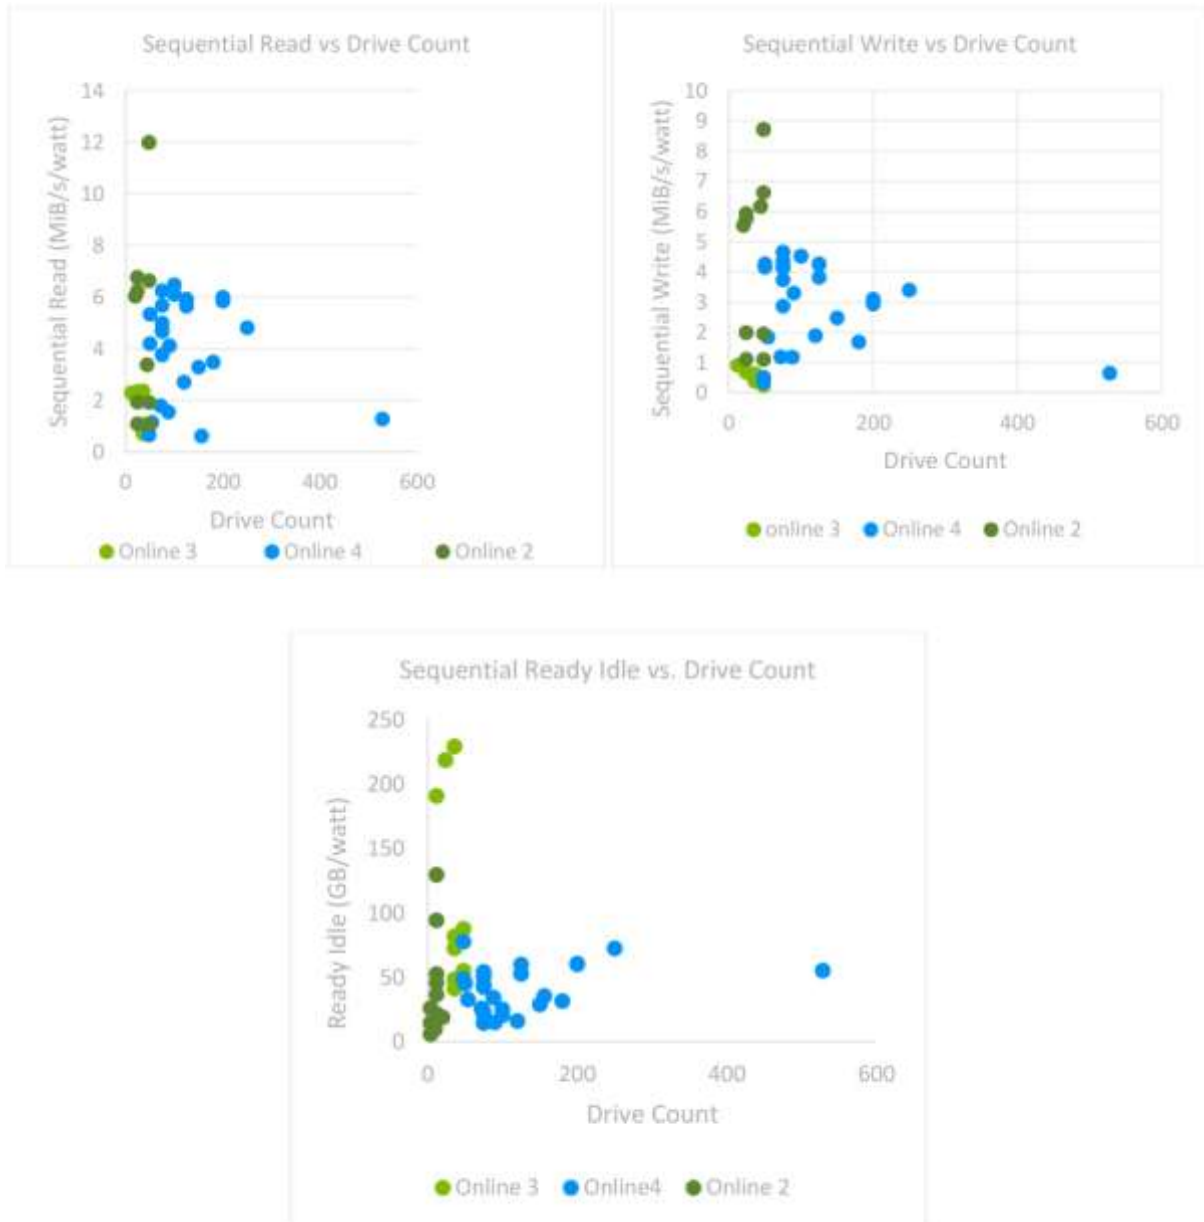 Sequential Read vs Drive Count
14
12
10
8
6
4
2
0
Sequential Read (MiB/s/watt)
0 200 400 600
Drive Count
Online 3 Online 4 Online 2
Sequential Write vs Drive Count
10
9
8
7
6
5
4
3
2
1
0
Sequential Write (MiB/s/watt)
0 200 400 600
Drive Count
online 3 Online 4 Online 2
Sequential Ready Idle vs. Drive Count
250
200
150
100
50
0
Ready Idle (GB/watt)
0 200 400 600
Drive Count
Online 3 Online4 Online 2